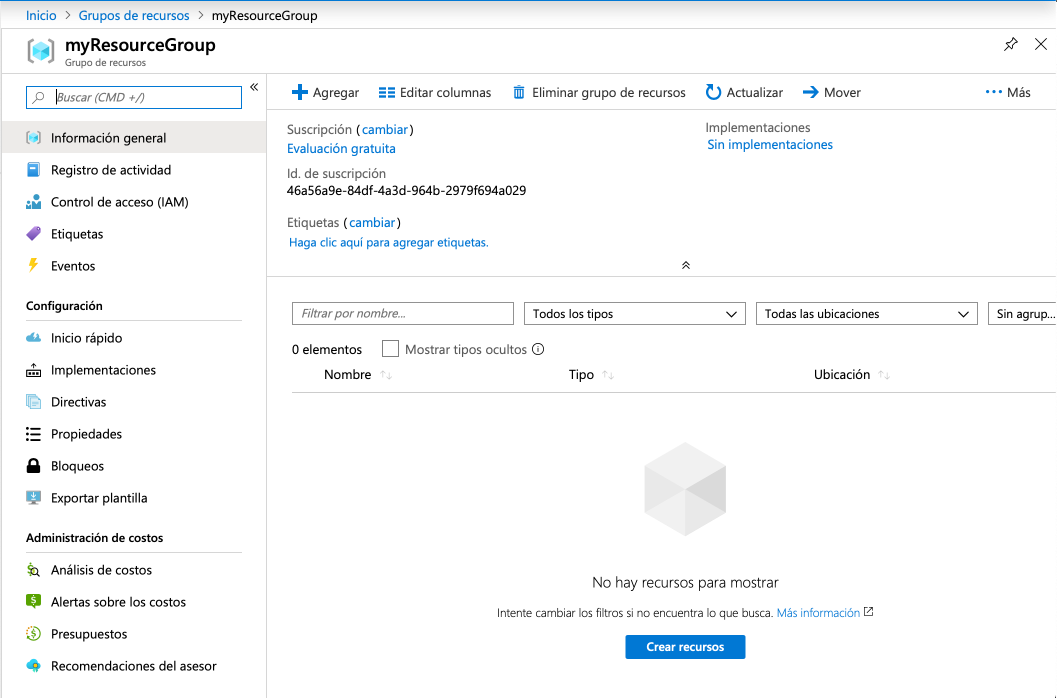 Inicio > Grupos de recursos > myResourceGroup
myResourceGroup
Grupo de recursos
Buscar (CMD +/)
«
Información general
Registro de actividad
Control de acceso (IAM)
Etiquetas
Eventos
Configuración
Inicio rápido
Implementaciones
Directivas
Propiedades
Bloqueos
Exportar plantilla
Administración de costos
Análisis de costos
Alertas sobre los costos
Presupuestos
Recomendaciones del asesor
Agregar Editar columnas Eliminar grupo de recursos Actualizar Mover Más
Suscripción (cambiar)
Evaluación gratuita
Id. de suscripción
46a56a9e-84df-4a3d-964b-2979f694a029
Etiquetas (cambiar)
Haga clic aquí para agregar etiquetas.
Implementaciones
Sin implementaciones
Filtrar por nombre... Todos los tipos Todas las ubicaciones Sin agrup...
0 elementos Mostrar tipos ocultos
Nombre Tipo Ubicación
No hay recursos para mostrar
Intente cambiar los filtros si no encuentra lo que busca. Más información
Crear recursos